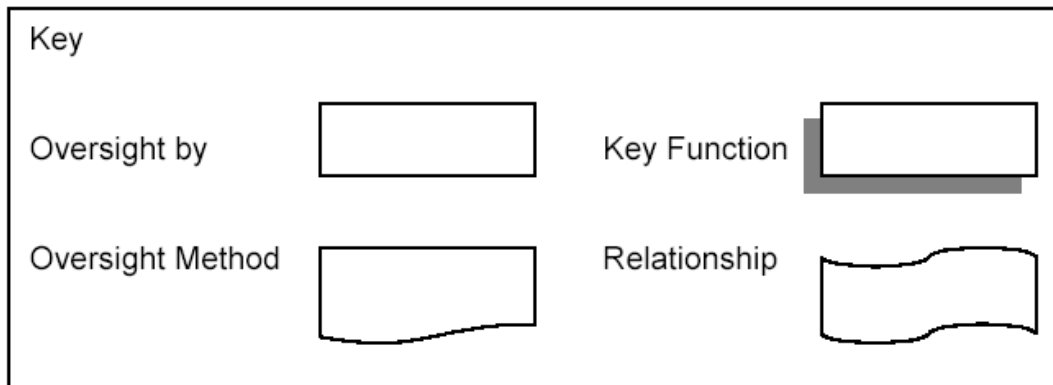 Key
Oversight by
Key Function
Oversight Method
Relationship